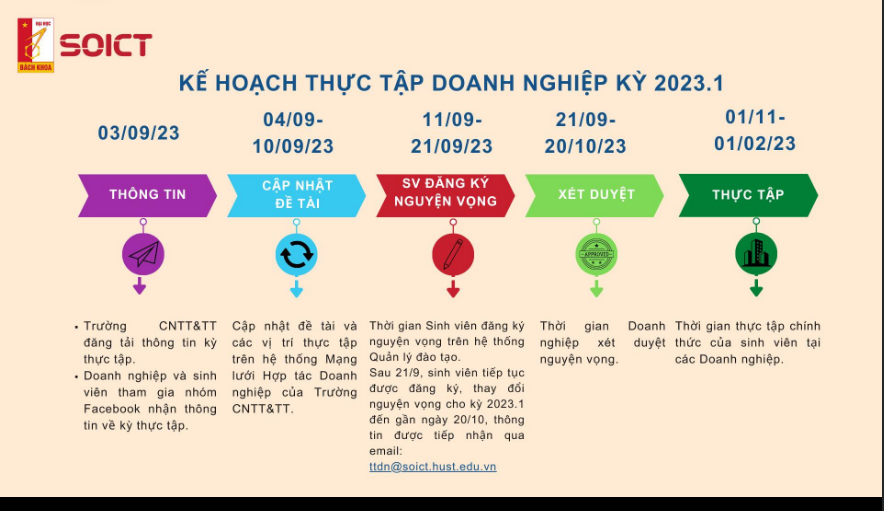 ĐẠI HỌC
BÁCH KHOA
SOICT
KẾ HOẠCH THỰC TẬP DOANH NGHIỆP KỲ 2023.1
03/09/23
04/09-
10/09/23
11/09-
21/09/23
21/09-
20/10/23
01/11-
01/02/23
THÔNG TIN
CẬP NHẬT
ĐỀ TÀI
SV ĐĂNG KÝ
NGUYỆN VỌNG
XÉT DUYỆT
THỰC TẬP
APPROVED
• Trường CNTT&TT
đăng tải thông tin kỳ
thực tập.
• Doanh nghiệp và sinh
viên tham gia nhóm
Facebook nhận thông
tin về kỳ thực tập.
Cập nhật đề tài và
các vị trí thực tập
trên hệ thống Mạng
lưới Hợp tác Doanh
nghiệp của Trường
CNTT&TT.
Thời gian Sinh viên đăng ký
nguyện vọng trên hệ thống
Quản lý đào tạo.
Sau 21/9, sinh viên tiếp tục
được đăng ký, thay đổi
nguyện vọng cho kỳ 2023.1
đến gần ngày 20/10, thông
tin được tiếp nhận qua
email:
ttdn@soict.hust.edu.vn
Thời gian Doanh
nghiệp xét duyệt
nguyện vọng.
Thời gian thực tập chính
thức của sinh viên tại
các Doanh nghiệp.